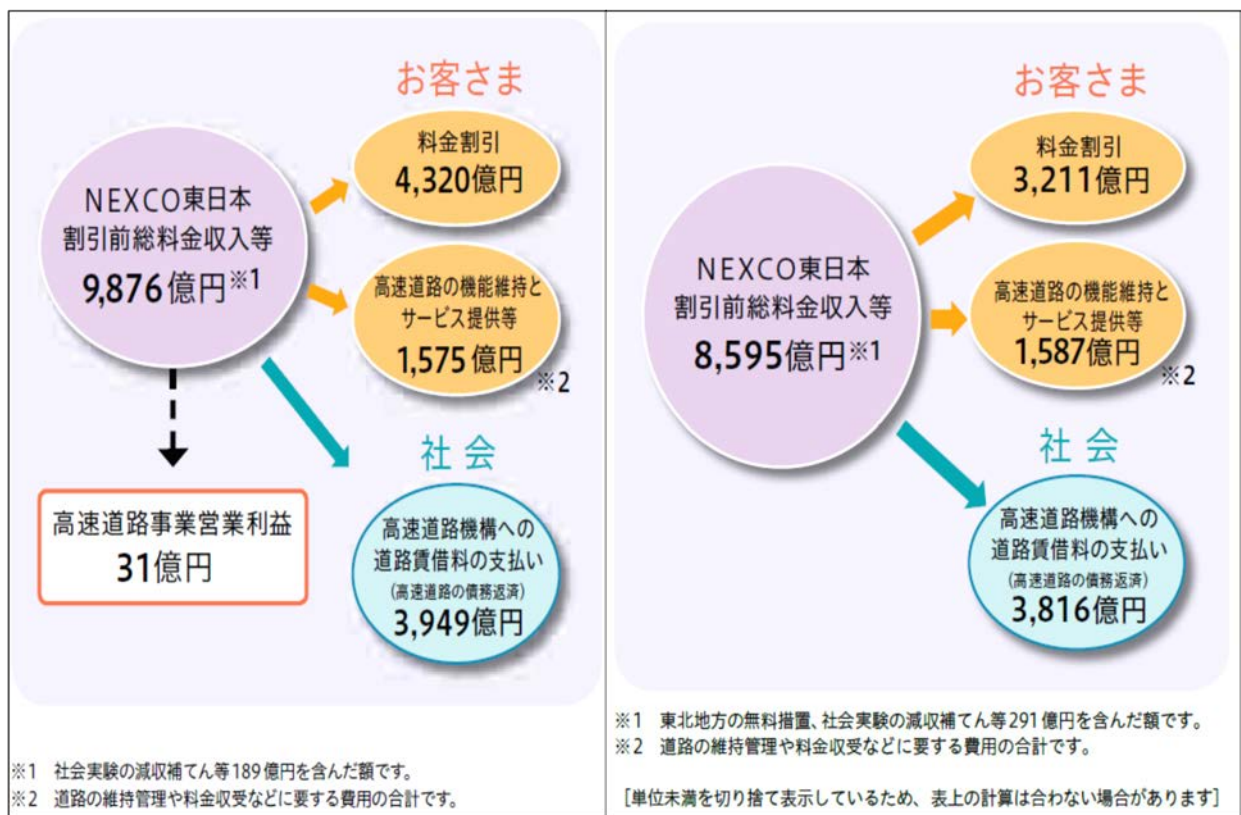 お客さま
料金割引
4,320億円
NEXCO東日本
割引前総料金収入等
9,876億円※1
高速道路の機能維持と
サービス提供等
1,575億円
※2
社会
高速道路事業営業利益
31億円
高速道路機構への
道路賃借料の支払い
(高速道路の債務返済)
3,949億円
※1 社会実験の減収補てん等189億円を含んだ額です。
※2 道路の維持管理や料金収受などに要する費用の合計です。
お客さま
料金割引
3,211億円
NEXCO東日本
割引前総料金収入等
8,595億円※1
高速道路の機能維持と
サービス提供等
1,587億円
※2
社会
高速道路機構への
道路賃借料の支払い
(高速道路の債務返済)
3,816億円
※1 東北地方の無料措置、社会実験の減収補てん等291億円を含んだ額です。
※2 道路の維持管理や料金収受などに要する費用の合計です。
[単位未満を切り捨て表示しているため、表上の計算は合わない場合があります]